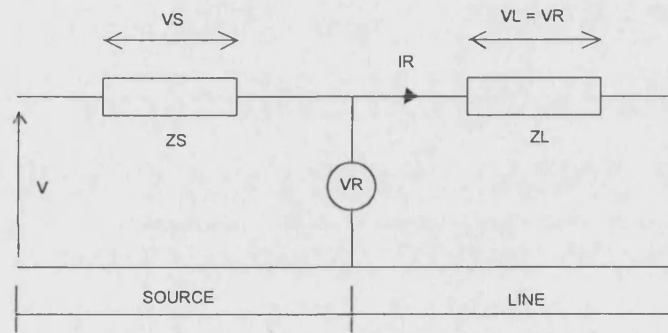 VS
VL = VR
IR
ZS
ZL
V
VR
SOURCE
LINE